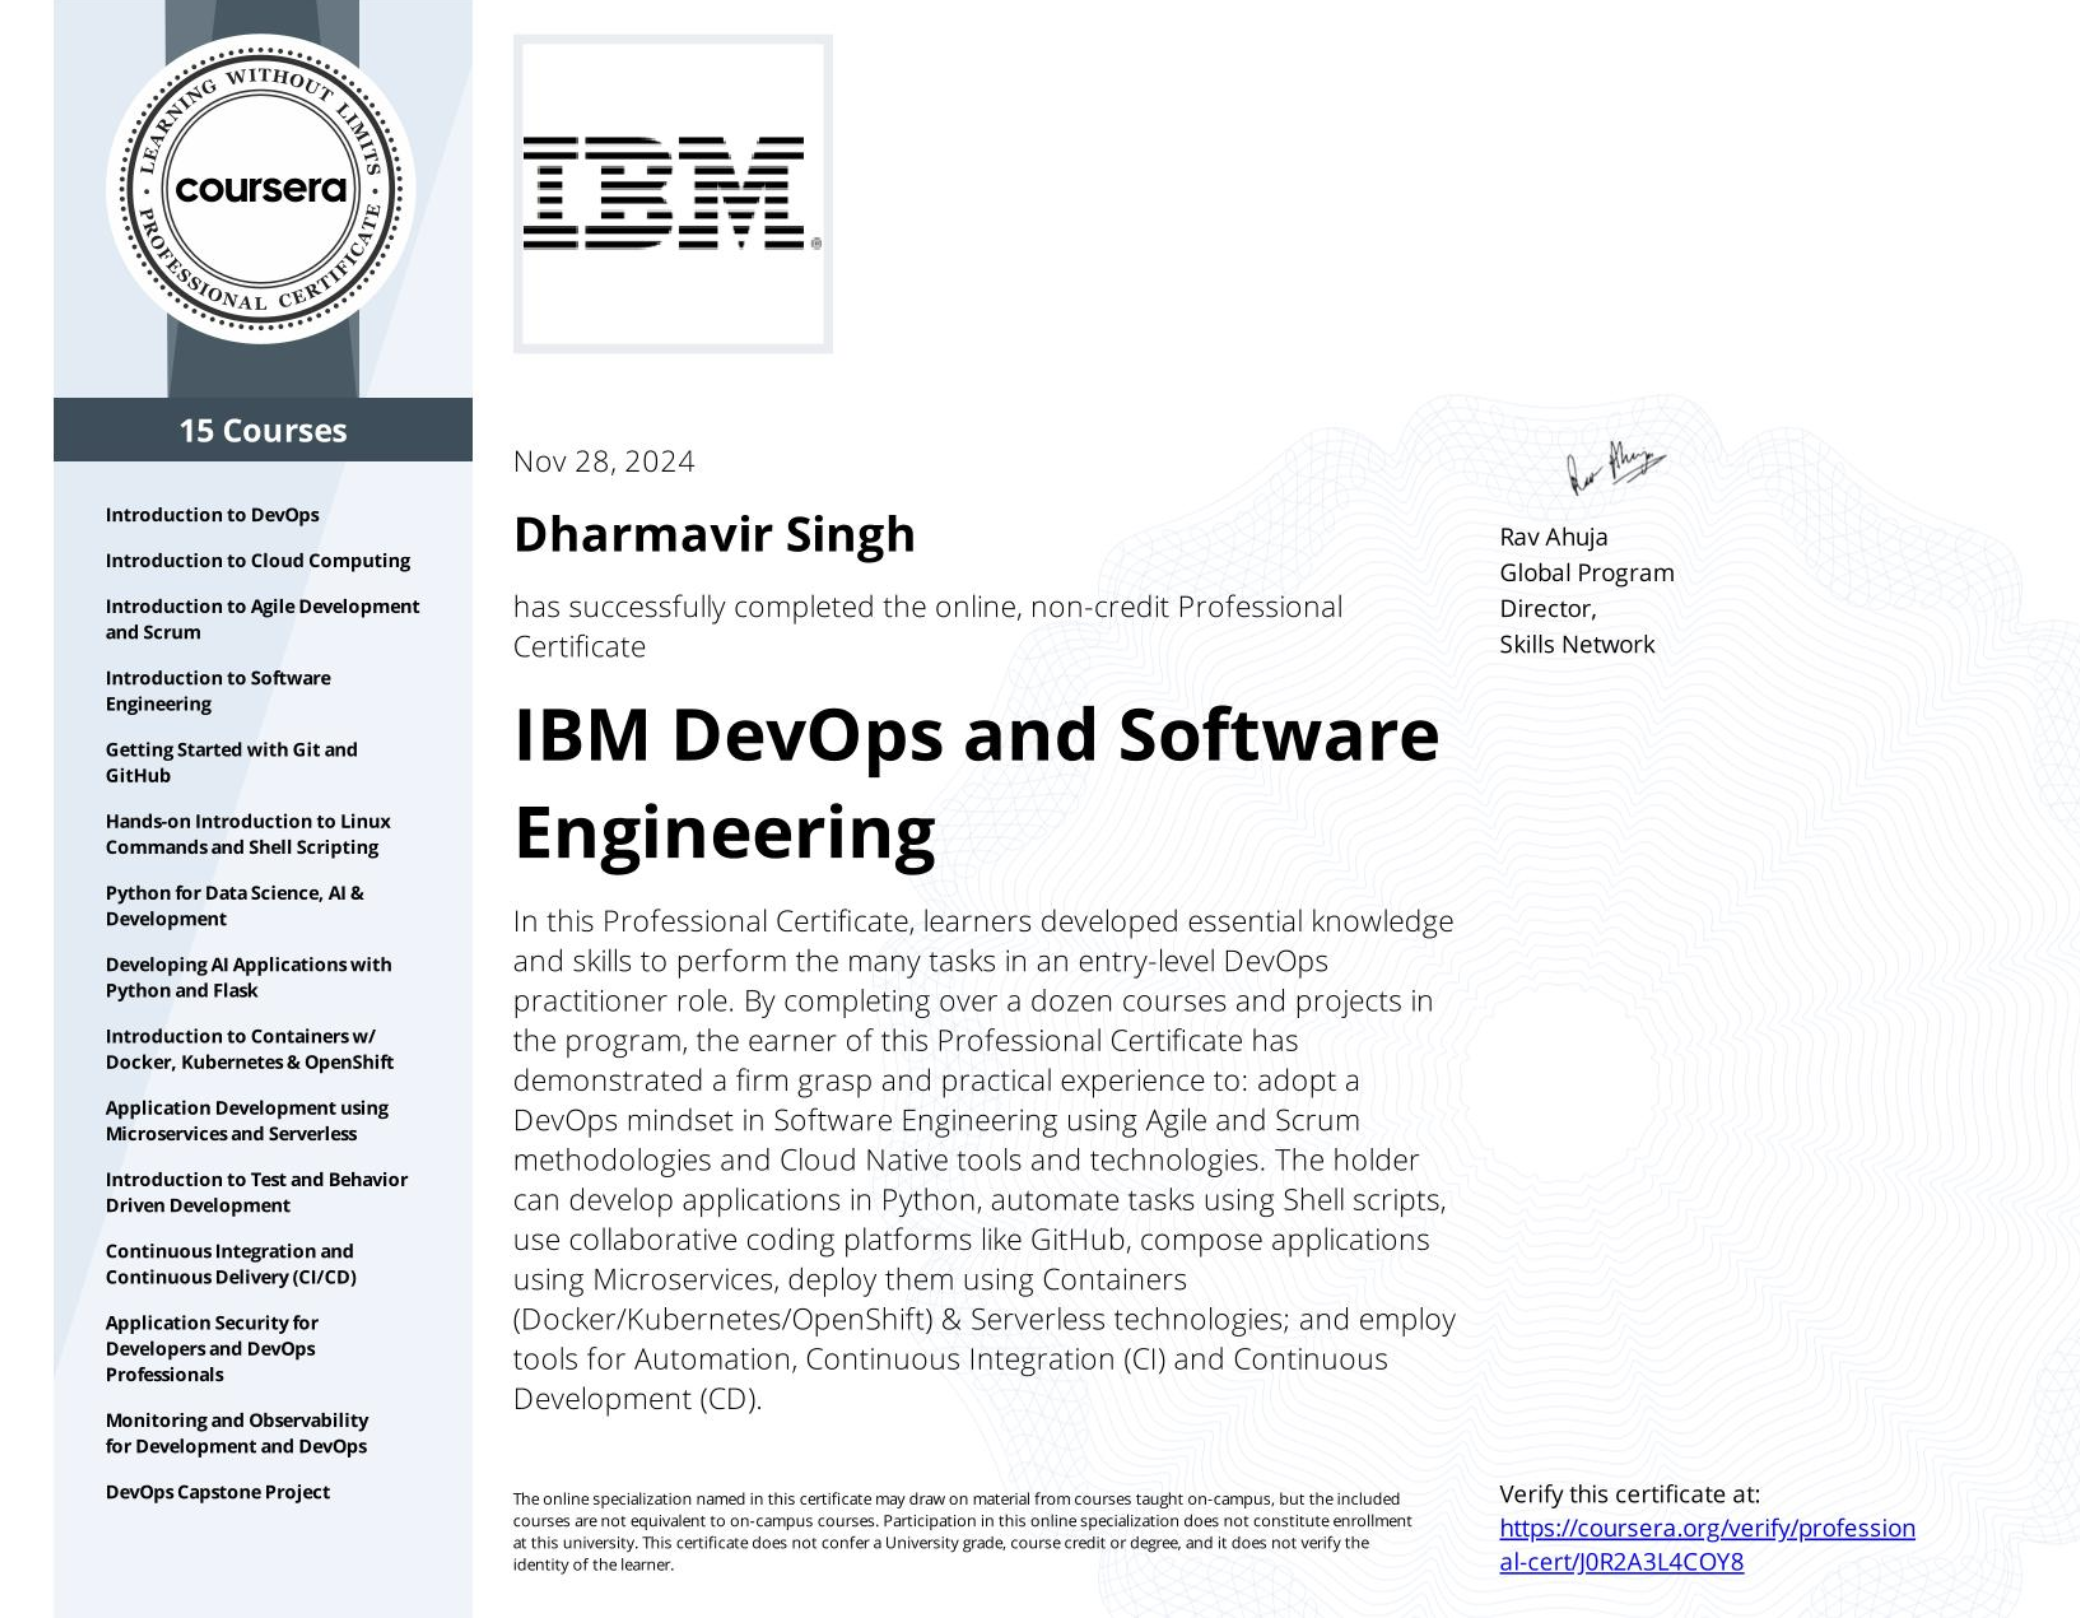 LEARNING WITHOUT LIMITS
coursera
PROFESSIONAL CERTIFICATE
IBM®
15 Courses
Introduction to DevOps
Introduction to Cloud Computing
Introduction to Agile Development
and Scrum
Introduction to Software
Engineering
Getting Started with Git and
GitHub
Hands-on Introduction to Linux
Commands and Shell Scripting
Python for Data Science, AI &
Development
Developing AI Applications with
Python and Flask
Introduction to Containers w/
Docker, Kubernetes & OpenShift
Application Development using
Microservices and Serverless
Introduction to Test and Behavior
Driven Development
Continuous Integration and
Continuous Delivery (CI/CD)
Application Security for
Developers and DevOps
Professionals
Monitoring and Observability
for Development and DevOps
DevOps Capstone Project
Nov 28, 2024
Dharmavir Singh
has successfully completed the online, non-credit Professional
Certificate
IBM DevOps and Software
Engineering
In this Professional Certificate, learners developed essential knowledge
and skills to perform the many tasks in an entry-level DevOps
practitioner role. By completing over a dozen courses and projects in
the program, the earner of this Professional Certificate has
demonstrated a firm grasp and practical experience to: adopt a
DevOps mindset in Software Engineering using Agile and Scrum
methodologies and Cloud Native tools and technologies. The holder
can develop applications in Python, automate tasks using Shell scripts,
use collaborative coding platforms like GitHub, compose applications
using Microservices, deploy them using Containers
(Docker/Kubernetes/OpenShift) & Serverless technologies; and employ
tools for Automation, Continuous Integration (CI) and Continuous
Development (CD).
The online specialization named in this certificate may draw on material from courses taught on-campus, but the included
courses are not equivalent to on-campus courses. Participation in this online specialization does not constitute enrollment
at this university. This certificate does not confer a University grade, course credit or degree, and it does not verify the
identity of the learner.
Rav Ahuja
Rav Ahuja
Global Program
Director,
Skills Network
Verify this certificate at:
https://coursera.org/verify/profession
al-cert/J0R2A3L4COY8